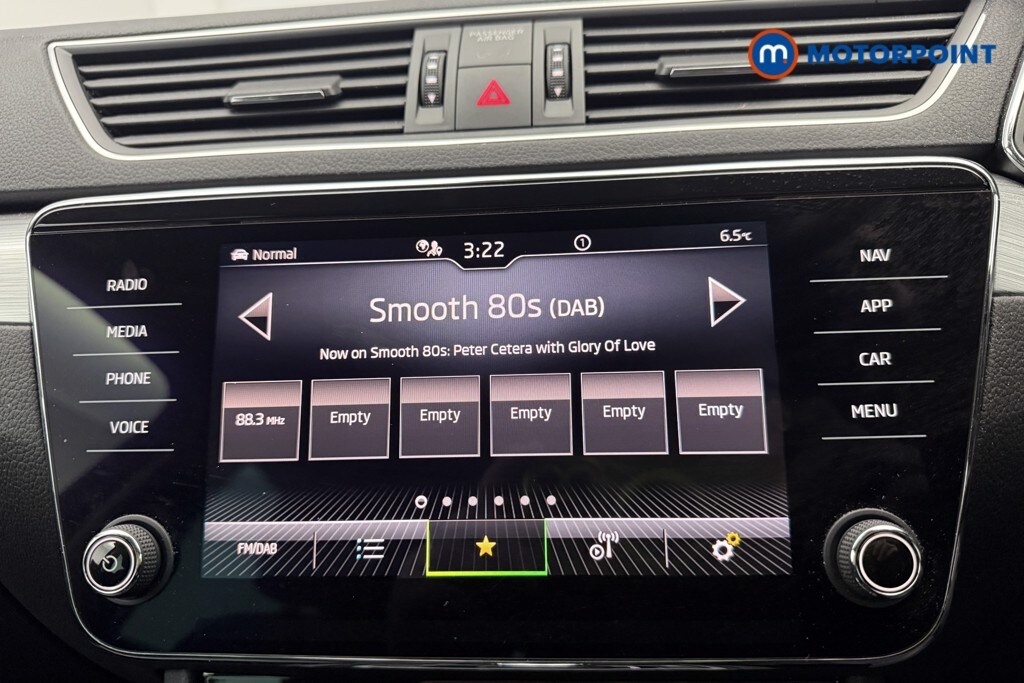 PASSENGER
AIR BAG
m MOTORPOINT
Normal
3:22
1
6.5°C
RADIO
MEDIA
PHONE
VOICE
Smooth 80s (DAB)
Now on Smooth 80s: Peter Cetera with Glory Of Love
88.3 MHz
Empty
Empty
Empty
Empty
Empty
FM/DAB
NAV
APP
CAR
MENU